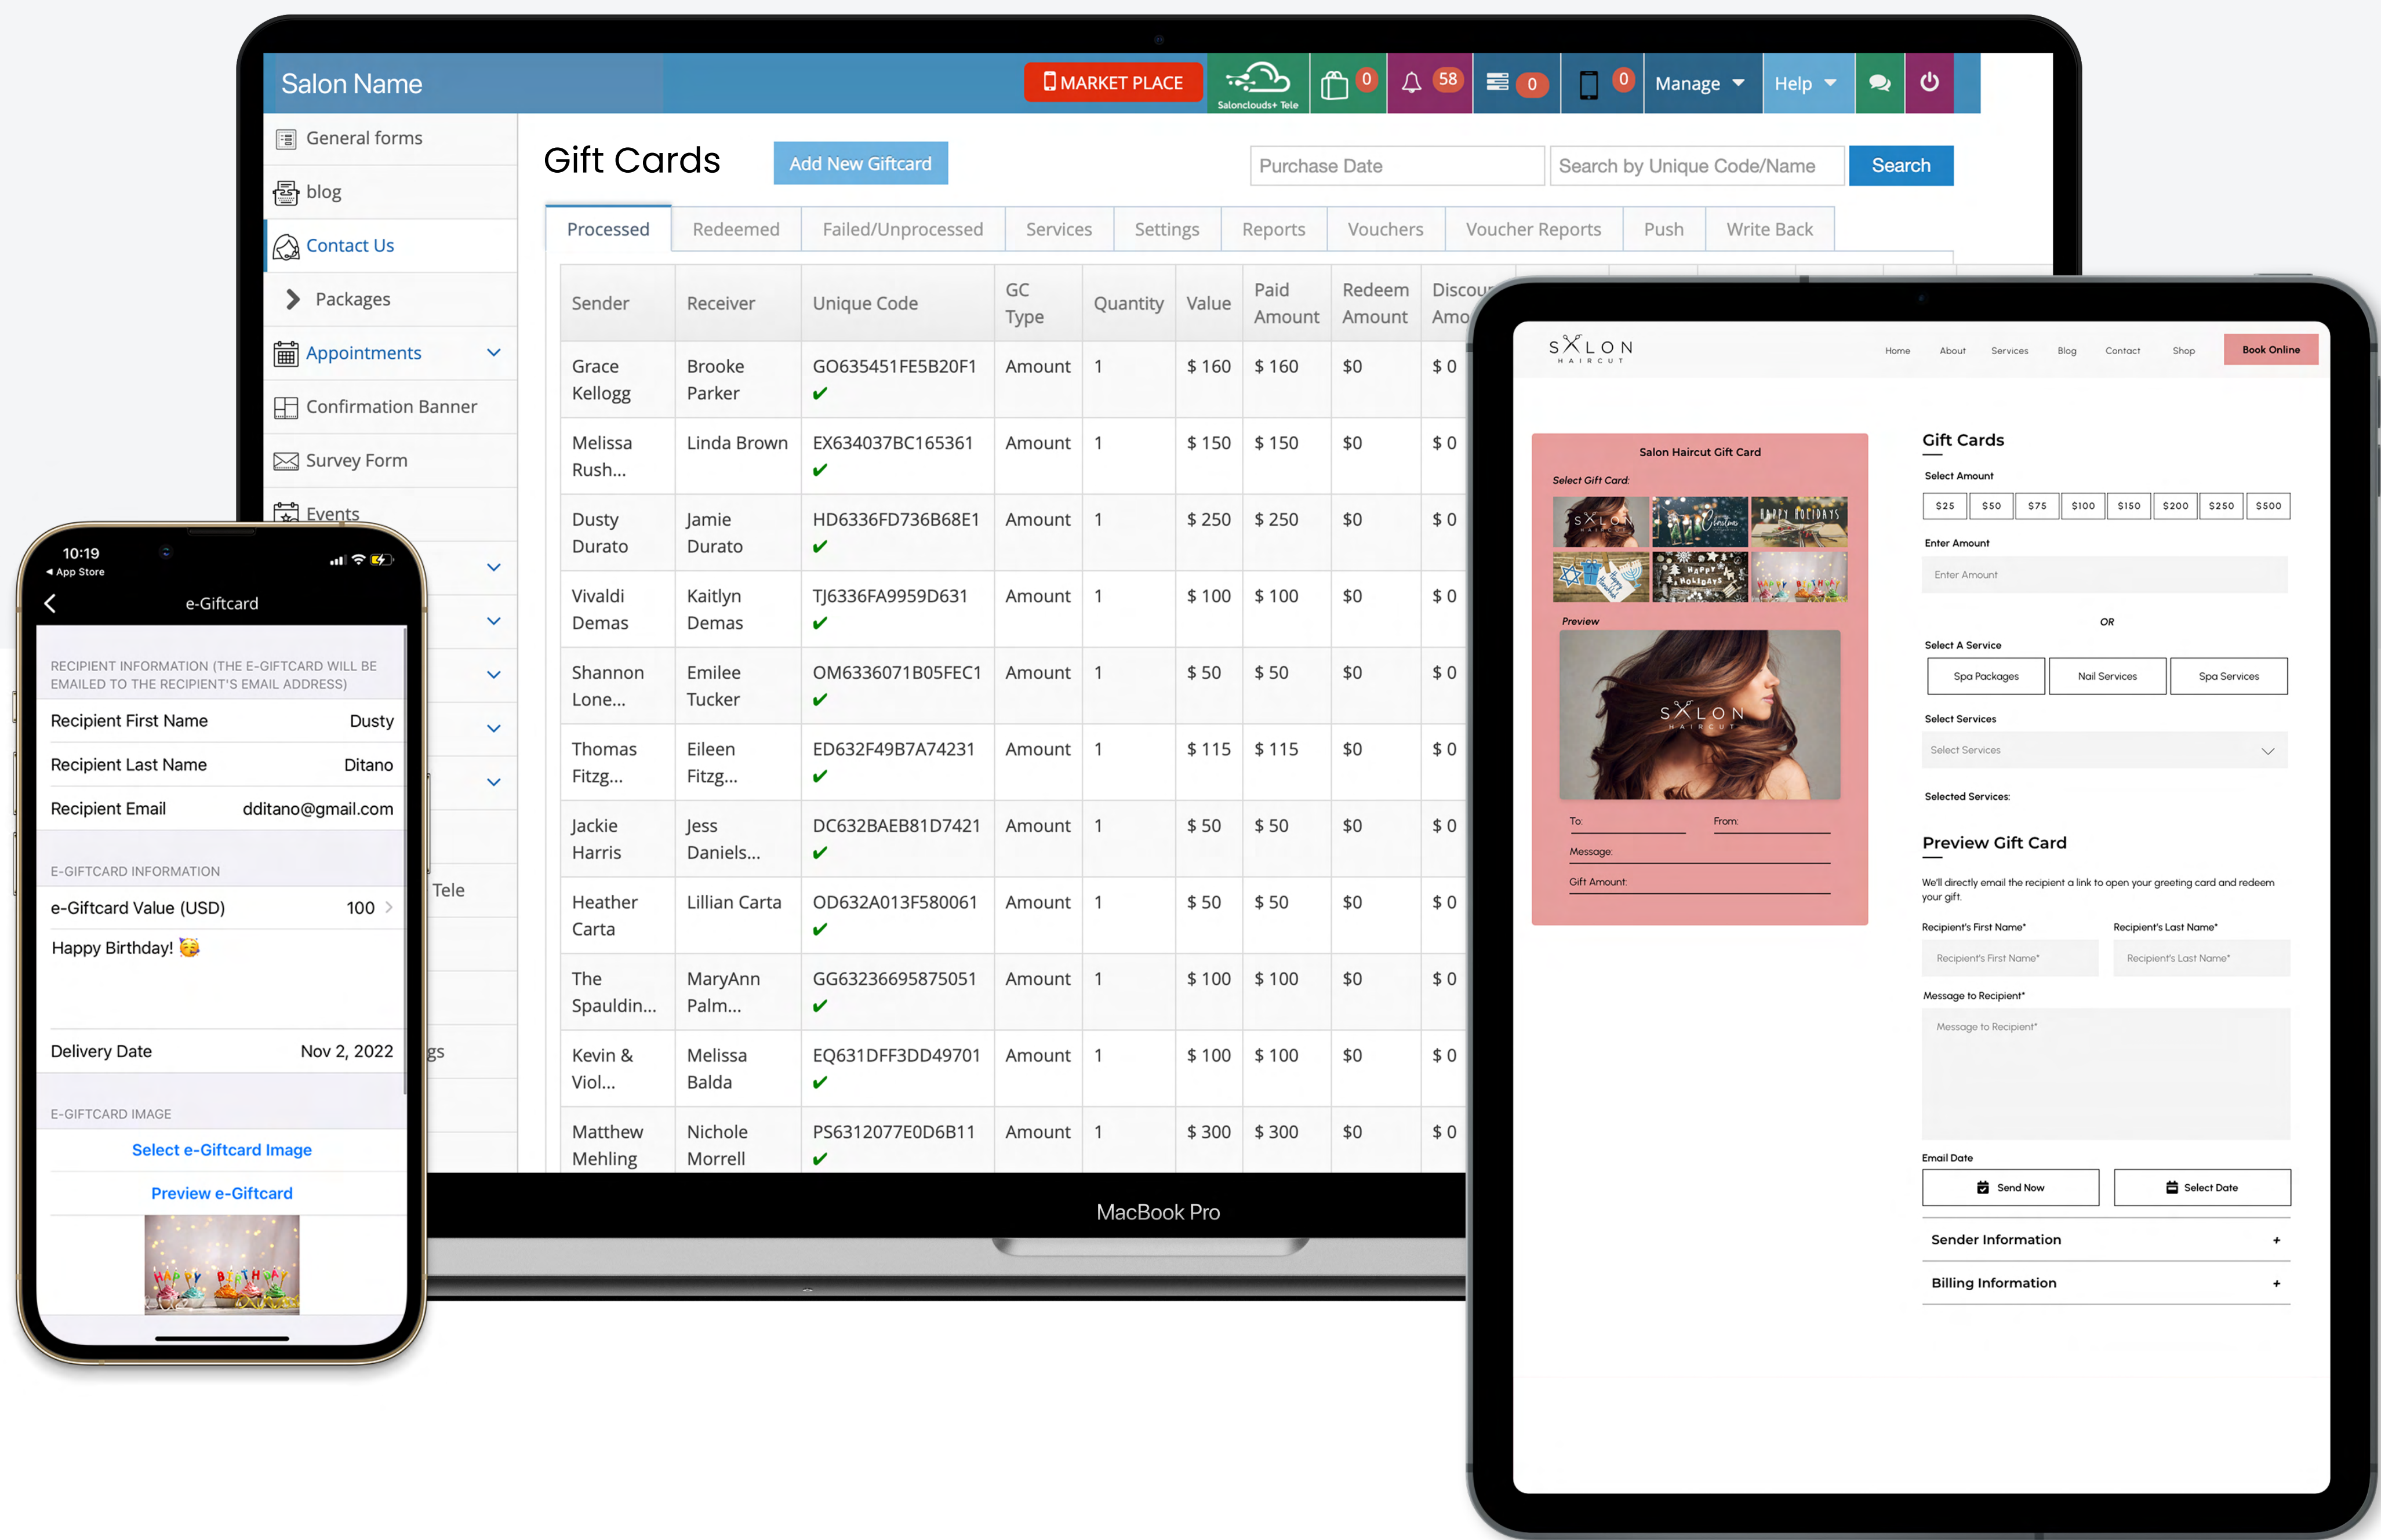 Salon Name
MARKET PLACE
Salonclouds+ Tele
0
58
0
0
Manage
Help
General forms
blog
Contact Us
Packages
Appointments
Confirmation Banner
Survey Form
Events
Tele
gs
Gift Cards
Add New Giftcard
Purchase Date
Search by Unique Code/Name
Search
Processed Redeemed Failed/Unprocessed Services Settings Reports Vouchers Voucher Reports Push Write Back
Sender Receiver Unique Code GC Type Quantity Value Paid Amount Redeem Amount Discou Amo
Grace Kellogg Brooke Parker GO635451FE5B20F1 Amount 1 $ 160 $ 160 $0 $ 0
Melissa Rush... Linda Brown EX634037BC165361 Amount 1 $ 150 $ 150 $0 $ 0
Dusty Durato Jamie Durato HD6336FD736B68E1 Amount 1 $ 250 $ 250 $0 $ 0
Vivaldi Demas Kaitlyn Demas TJ6336FA9959D631 Amount 1 $ 100 $ 100 $0 $ 0
Shannon Lone... Emilee Tucker OM6336071B05FEC1 Amount 1 $ 50 $ 50 $0 $ 0
Thomas Fitzg... Eileen Fitzg... ED632F49B7A74231 Amount 1 $ 115 $ 115 $0 $ 0
Jackie Harris Jess Daniels... DC632BAEB81D7421 Amount 1 $ 50 $ 50 $0 $ 0
Heather Carta Lillian Carta OD632A013F580061 Amount 1 $ 50 $ 50 $0 $ 0
The Spauldin... MaryAnn Palm... GG63236695875051 Amount 1 $ 100 $ 100 $0 $ 0
Kevin & Viol... Melissa Balda EQ631DFF3DD49701 Amount 1 $ 100 $ 100 $0 $ 0
Matthew Mehling Nichole Morrell PS6312077E0D6B11 Amount 1 $ 300 $ 300 $0 $ 0
MacBook Pro
10:19
App Store
e-Giftcard
RECIPIENT INFORMATION (THE E-GIFTCARD WILL BE
EMAILED TO THE RECIPIENT'S EMAIL ADDRESS)
Recipient First Name Dusty
Recipient Last Name Ditano
Recipient Email dditano@gmail.com
E-GIFTCARD INFORMATION
e-Giftcard Value (USD) 100
Happy Birthday! 🥳
Delivery Date Nov 2, 2022
E-GIFTCARD IMAGE
Select e-Giftcard Image
Preview e-Giftcard
HAPPY BIRTHDAY
SALON
HAIRCUT
Home About Services Blog Contact Shop Book Online
Salon Haircut Gift Card
Select Gift Card:
SALON
Christmas
HAPPY HOLIDAYS
Happy Hanukkah
HAPPY HOLIDAYS
HAPPY BIRTHDAY
Preview
SALON
HAIRCUT
To: From:
Message:
Gift Amount:
Gift Cards
Select Amount
$25 $50 $75 $100 $150 $200 $250 $500
Enter Amount
Enter Amount
OR
Select A Service
Spa Packages Nail Services Spa Services
Select Services
Select Services
Selected Services:
Preview Gift Card
We'll directly email the recipient a link to open your greeting card and redeem
your gift.
Recipient's First Name* Recipient's Last Name*
Recipient's First Name* Recipient's Last Name*
Message to Recipient*
Message to Recipient*
Email Date
Send Now Select Date
Sender Information +
Billing Information +